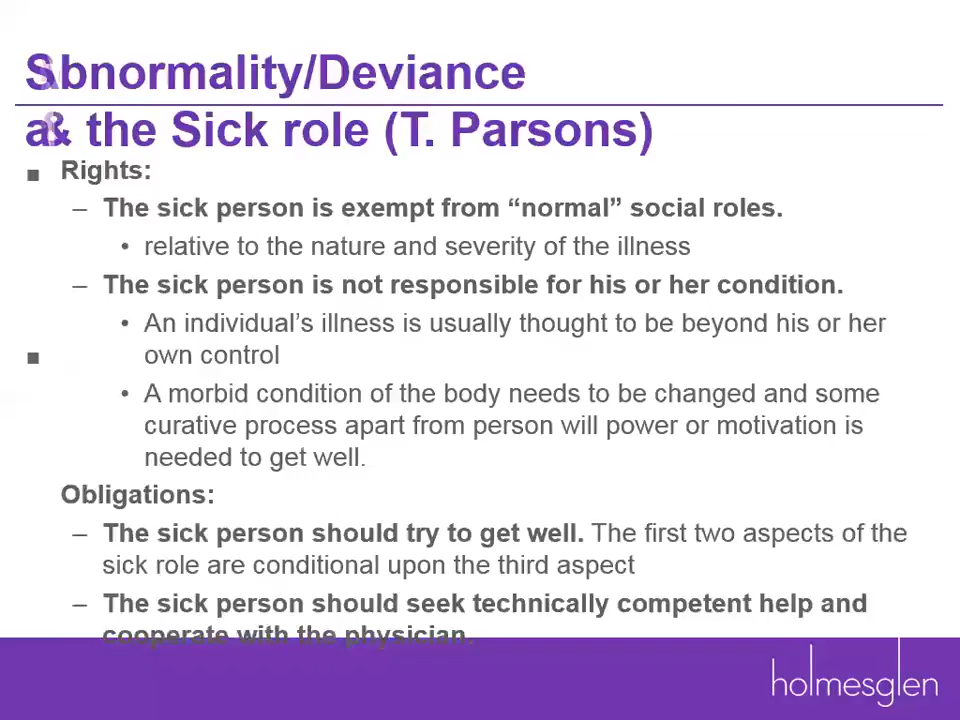 Abnormality/Deviance
& the Sick role (T. Parsons)
■ Rights:
– The sick person is exempt from “normal” social roles.
• relative to the nature and severity of the illness
– The sick person is not responsible for his or her condition.
• An individual’s illness is usually thought to be beyond his or her
own control
• A morbid condition of the body needs to be changed and some
curative process apart from person will power or motivation is
needed to get well.
Obligations:
– The sick person should try to get well. The first two aspects of the
sick role are conditional upon the third aspect
– The sick person should seek technically competent help and
cooperate with the physician.
holmesglen